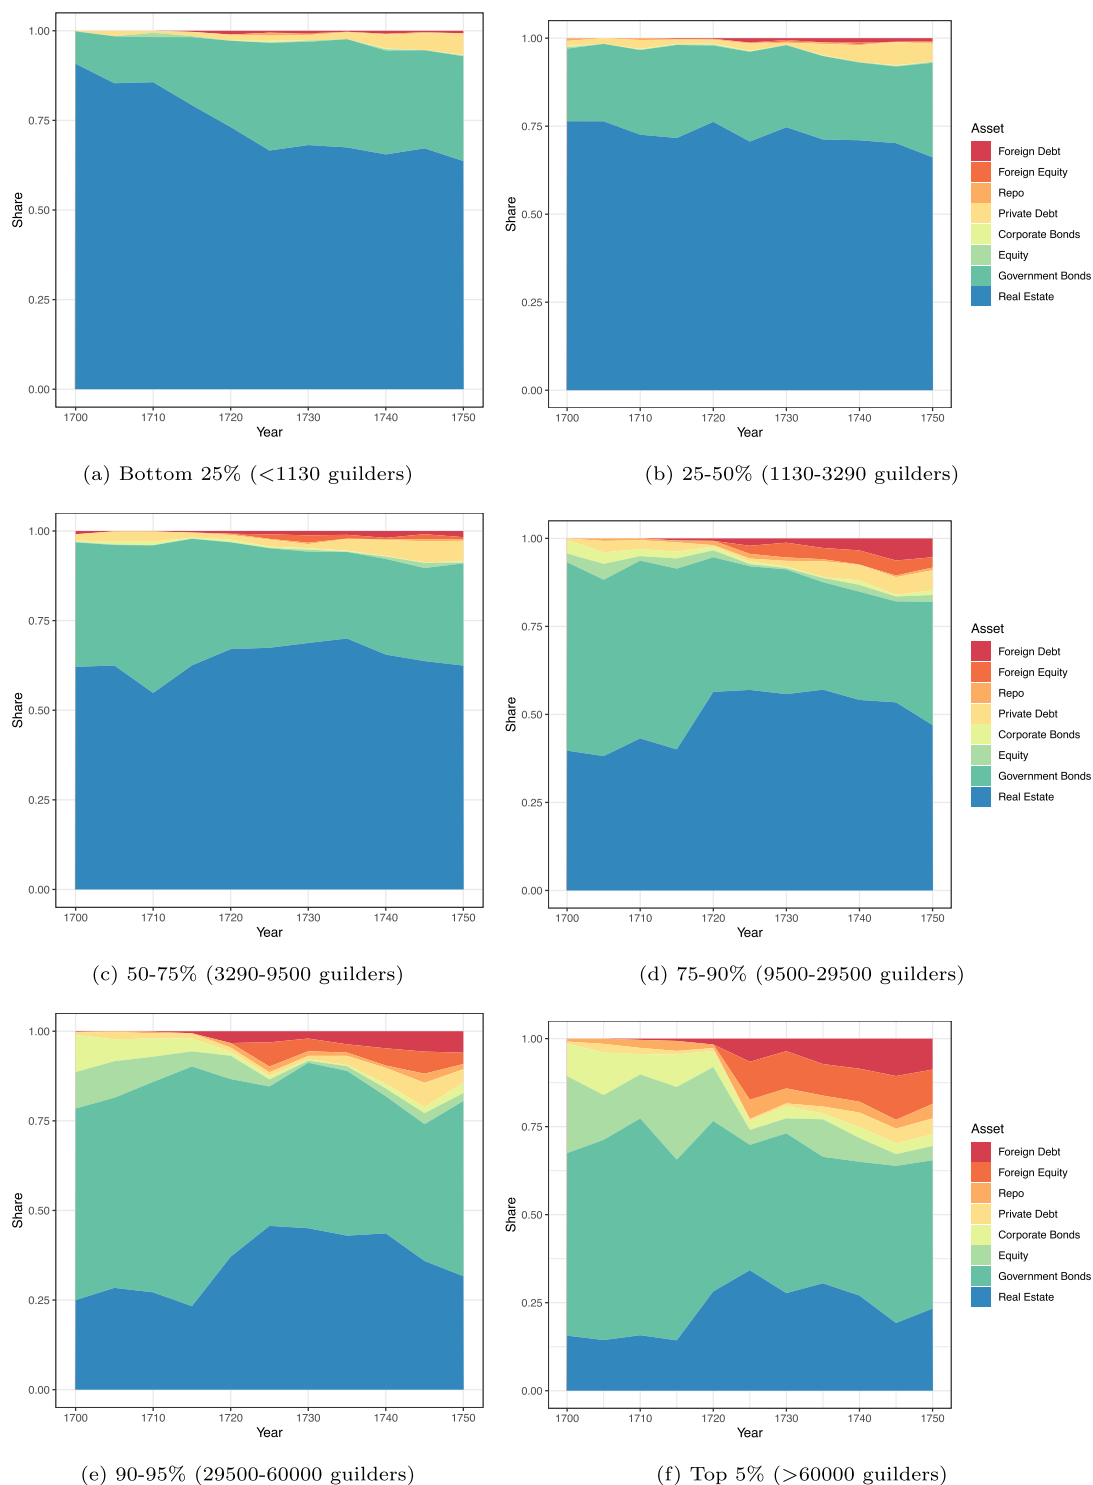 1.00
0.75
0.50
0.25
0.00
Share
1700 1710 1720 1730 1740 1750
Year
(a) Bottom 25% (<1130 guilders)
1.00
0.75
0.50
0.25
0.00
Share
1700 1710 1720 1730 1740 1750
Year
(b) 25-50% (1130-3290 guilders)
Asset
Foreign Debt
Foreign Equity
Repo
Private Debt
Corporate Bonds
Equity
Government Bonds
Real Estate
1.00
0.75
0.50
0.25
0.00
Share
1700 1710 1720 1730 1740 1750
Year
(c) 50-75% (3290-9500 guilders)
1.00
0.75
0.50
0.25
0.00
Share
1700 1710 1720 1730 1740 1750
Year
(d) 75-90% (9500-29500 guilders)
Asset
Foreign Debt
Foreign Equity
Repo
Private Debt
Corporate Bonds
Equity
Government Bonds
Real Estate
1.00
0.75
0.50
0.25
0.00
Share
1700 1710 1720 1730 1740 1750
Year
(e) 90-95% (29500-60000 guilders)
1.00
0.75
0.50
0.25
0.00
Share
1700 1710 1720 1730 1740 1750
Year
(f) Top 5% (>60000 guilders)
Asset
Foreign Debt
Foreign Equity
Repo
Private Debt
Corporate Bonds
Equity
Government Bonds
Real Estate